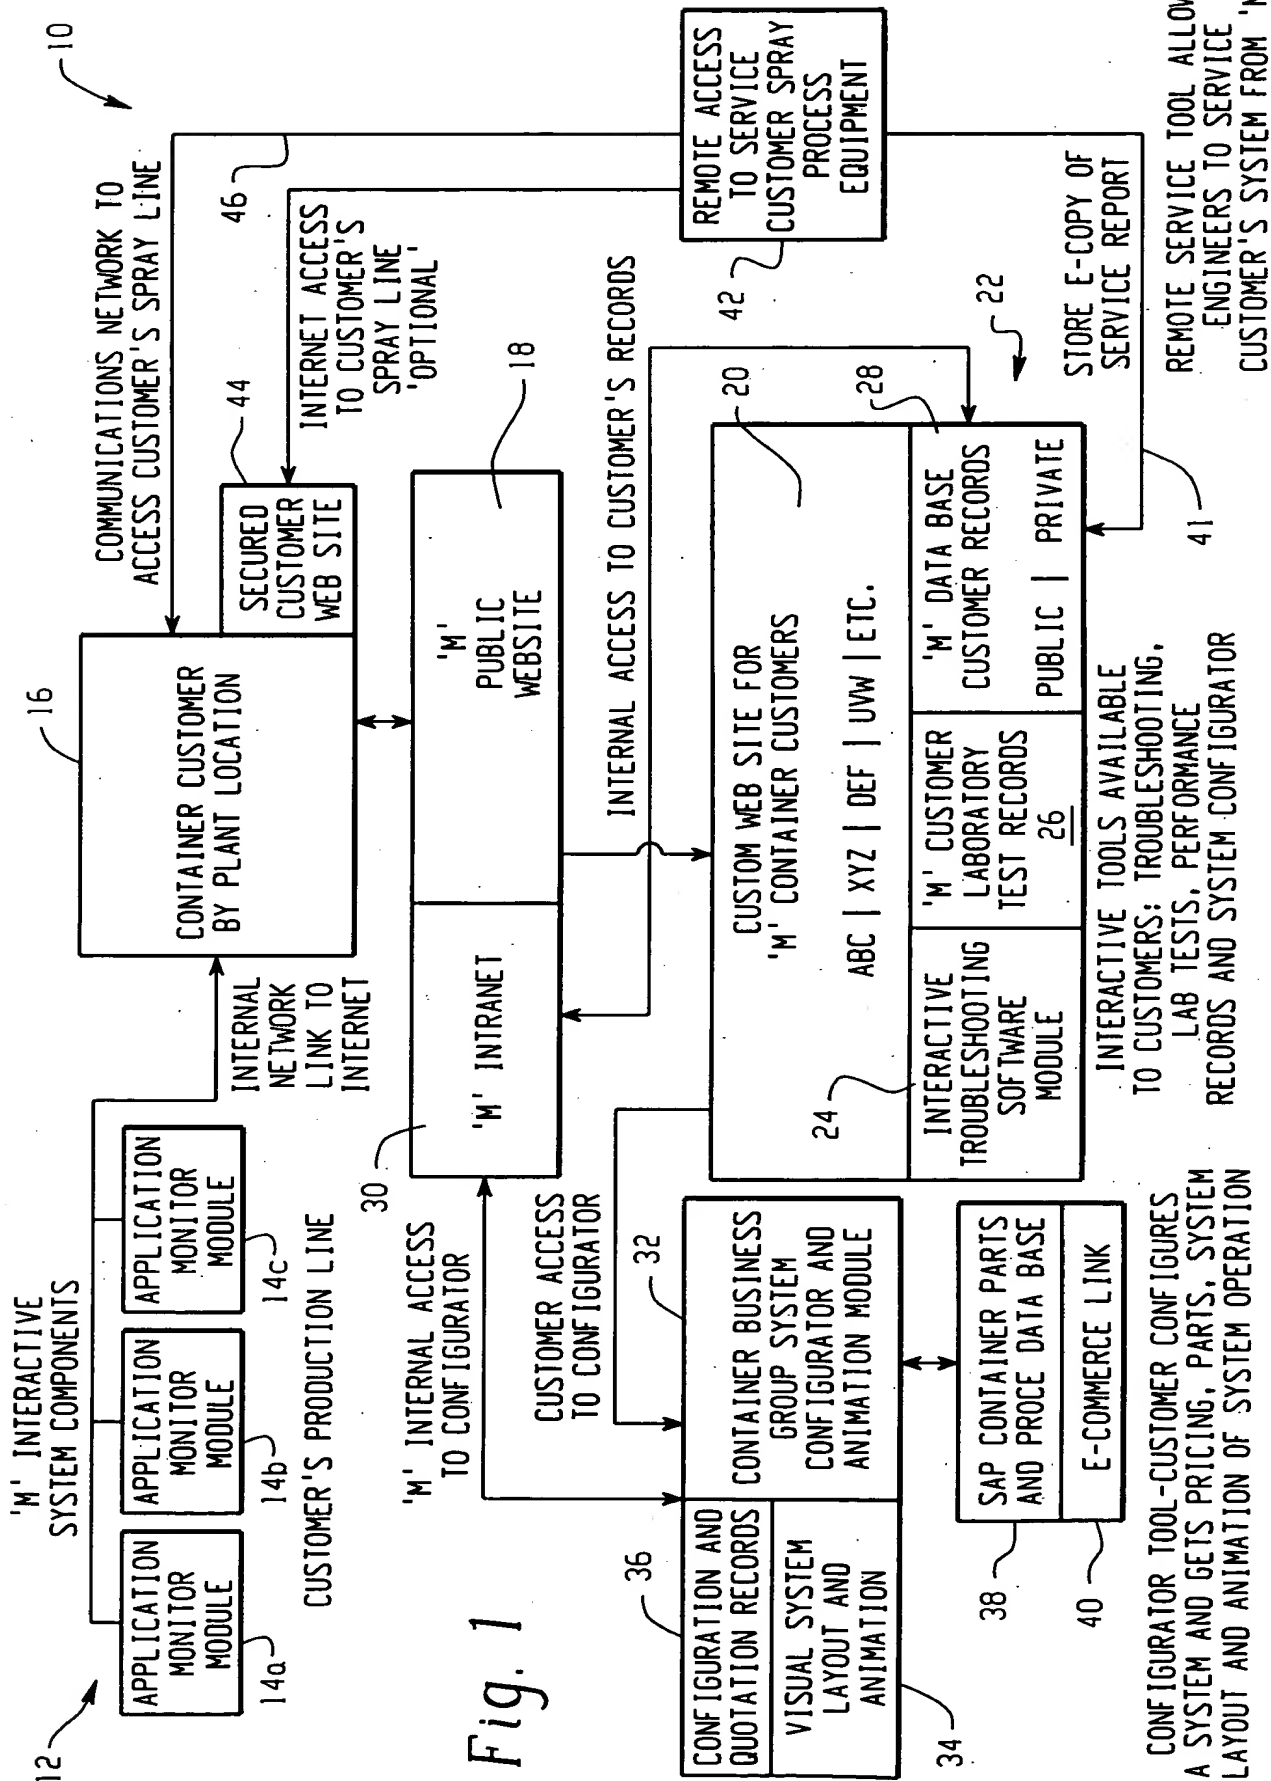 10
COMMUNICATIONS NETWORK TO
ACCESS CUSTOMER'S SPRAY LINE
46
'M' INTERACTIVE
SYSTEM COMPONENTS
12
APPLICATION
MONITOR
MODULE
14a
APPLICATION
MONITOR
MODULE
14b
APPLICATION
MONITOR
MODULE
14c
CUSTOMER'S PRODUCTION LINE
INTERNAL
NETWORK
LINK TO
INTERNET
16
CONTAINER CUSTOMER
BY PLANT LOCATION
44
SECURED
CUSTOMER
WEB SITE
INTERNET ACCESS
TO CUSTOMER'S
SPRAY LINE
'OPTIONAL'
REMOTE ACCESS
TO SERVICE
CUSTOMER SPRAY
PROCESS
EQUIPMENT
42
30
'M' INTRANET
'M'
PUBLIC
WEBSITE
18
'M' INTERNAL ACCESS
TO CONFIGURATOR
CUSTOMER ACCESS
TO CONFIGURATOR
INTERNAL ACCESS TO CUSTOMER'S RECORDS
Fig. 1
20
CUSTOM WEB SITE FOR
'M' CONTAINER CUSTOMERS
ABC | XYZ | DEF | UVW | ETC.
22
24
INTERACTIVE
TROUBLESHOOTING
SOFTWARE
MODULE
'M' CUSTOMER
LABORATORY
TEST RECORDS
26
28
'M' DATA BASE
CUSTOMER RECORDS
PUBLIC | PRIVATE
STORE E-COPY OF
SERVICE REPORT
41
36
CONFIGURATION AND
QUOTATION RECORDS
VISUAL SYSTEM
LAYOUT AND
ANIMATION
34
32
CONTAINER BUSINESS
GROUP SYSTEM
CONFIGURATOR AND
ANIMATION MODULE
38
SAP CONTAINER PARTS
AND PROCE DATA BASE
40
E-COMMERCE LINK
CONFIGURATOR TOOL-CUSTOMER CONFIGURES
A SYSTEM AND GETS PRICING, PARTS, SYSTEM
LAYOUT AND ANIMATION OF SYSTEM OPERATION
INTERACTIVE TOOLS AVAILABLE
TO CUSTOMERS: TROUBLESHOOTING,
LAB TESTS, PERFORMANCE
RECORDS AND SYSTEM CONFIGURATOR
REMOTE SERVICE TOOL ALLOW
ENGINEERS TO SERVICE
CUSTOMER'S SYSTEM FROM